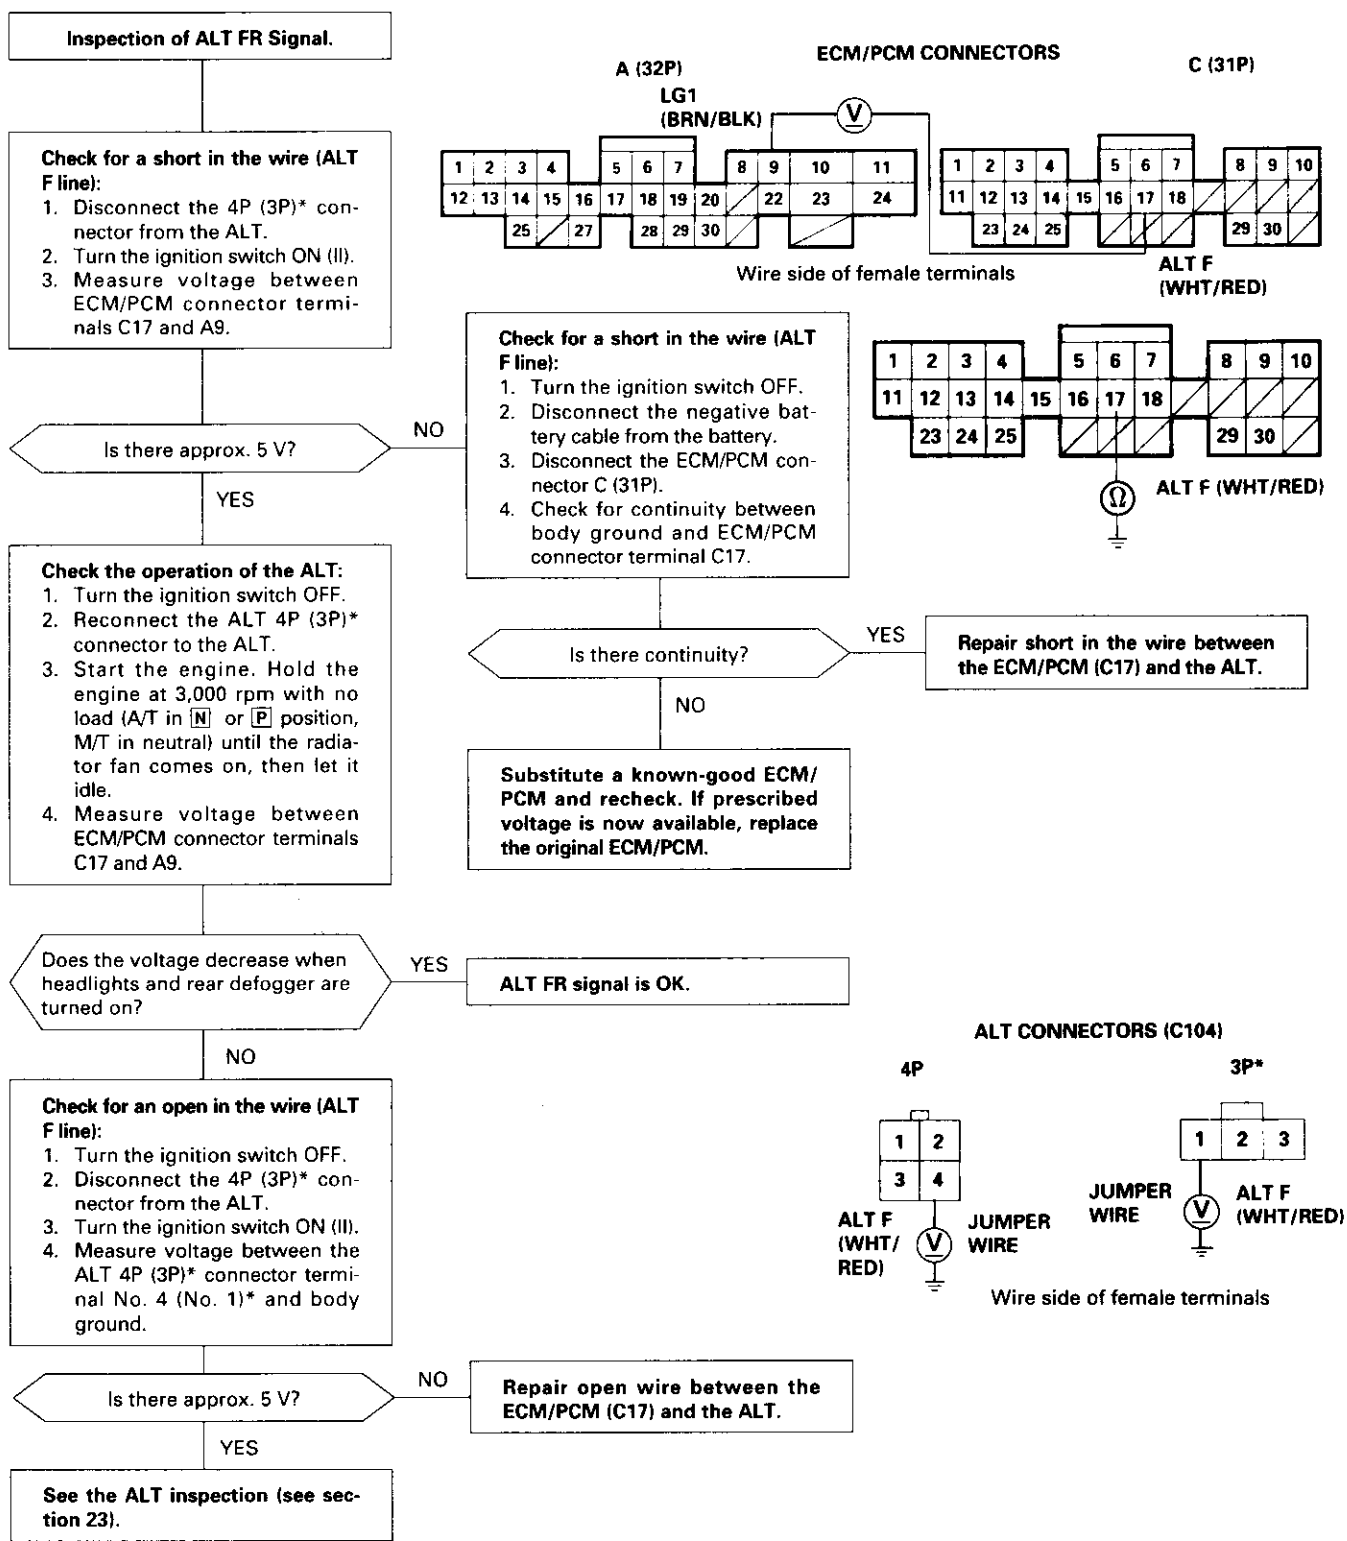 Inspection of ALT FR Signal.
ECM/PCM CONNECTORS
A (32P)
C (31P)
LG1
(BRN/BLK)
V
1 2 3 4 5 6 7 8 9 10 11
12 13 14 15 16 17 18 19 20 22 23 24
25 27 28 29 30
1 2 3 4 5 6 7 8 9 10
11 12 13 14 15 16 17 18
23 24 25 29 30
Wire side of female terminals
ALT F
(WHT/RED)
Check for a short in the wire (ALT
F line):
1. Disconnect the 4P (3P)* con-
nector from the ALT.
2. Turn the ignition switch ON (II).
3. Measure voltage between
ECM/PCM connector termi-
nals C17 and A9.
Is there approx. 5 V?
NO
YES
Check for a short in the wire (ALT
F line):
1. Turn the ignition switch OFF.
2. Disconnect the negative bat-
tery cable from the battery.
3. Disconnect the ECM/PCM con-
nector C (31P).
4. Check for continuity between
body ground and ECM/PCM
connector terminal C17.
1 2 3 4 5 6 7 8 9 10
11 12 13 14 15 16 17 18
23 24 25 29 30
Ω
ALT F (WHT/RED)
Is there continuity?
YES
Repair short in the wire between
the ECM/PCM (C17) and the ALT.
NO
Substitute a known-good ECM/
PCM and recheck. If prescribed
voltage is now available, replace
the original ECM/PCM.
Check the operation of the ALT:
1. Turn the ignition switch OFF.
2. Reconnect the ALT 4P (3P)*
connector to the ALT.
3. Start the engine. Hold the
engine at 3,000 rpm with no
load (A/T in N or P position,
M/T in neutral) until the radia-
tor fan comes on, then let it
idle.
4. Measure voltage between
ECM/PCM connector terminals
C17 and A9.
Does the voltage decrease when
headlights and rear defogger are
turned on?
YES
ALT FR signal is OK.
NO
Check for an open in the wire (ALT
F line):
1. Turn the ignition switch OFF.
2. Disconnect the 4P (3P)* con-
nector from the ALT.
3. Turn the ignition switch ON (II).
4. Measure voltage between the
ALT 4P (3P)* connector termi-
nal No. 4 (No. 1)* and body
ground.
ALT CONNECTORS (C104)
4P
1 2
3 4
ALT F
(WHT/
RED)
V
JUMPER
WIRE
3P*
1 2 3
JUMPER
WIRE
V
ALT F
(WHT/RED)
Wire side of female terminals
Is there approx. 5 V?
NO
Repair open wire between the
ECM/PCM (C17) and the ALT.
YES
See the ALT inspection (see sec-
tion 23).